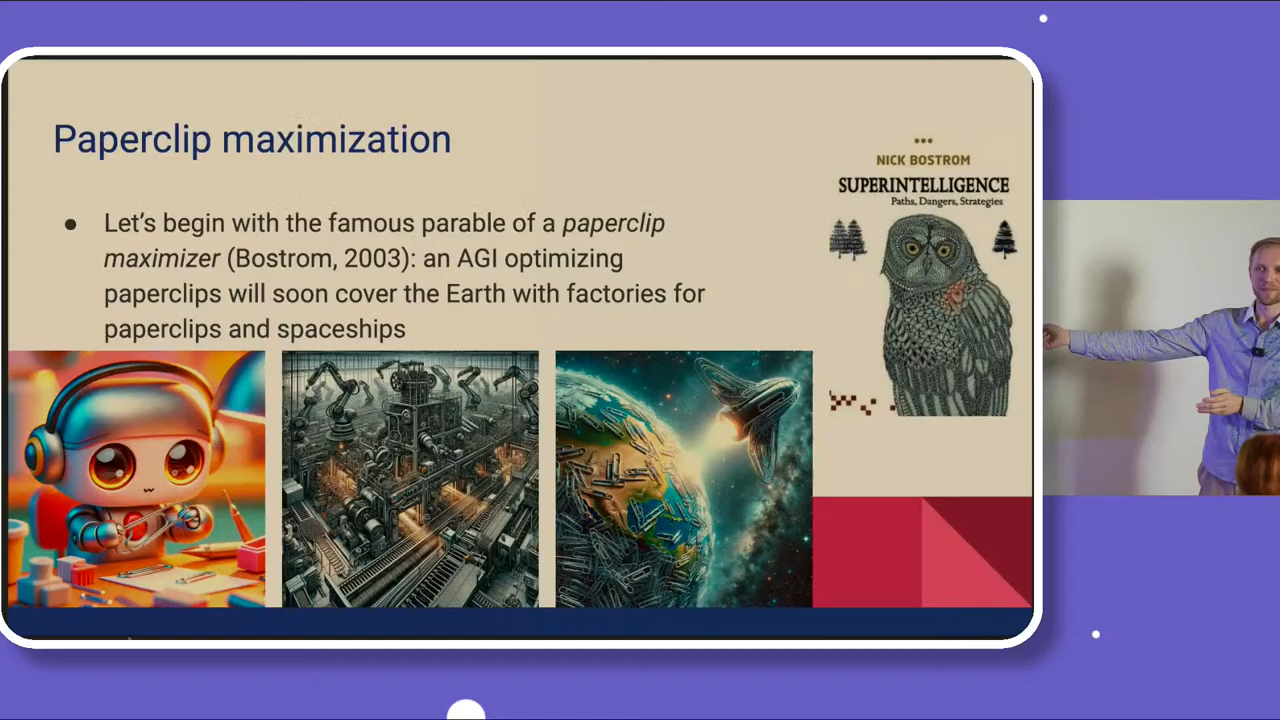 Paperclip maximization
● Let’s begin with the famous parable of a paperclip
maximizer (Bostrom, 2003): an AGI optimizing
paperclips will soon cover the Earth with factories for
paperclips and spaceships
NICK BOSTROM
SUPERINTELLIGENCE
Paths, Dangers, Strategies